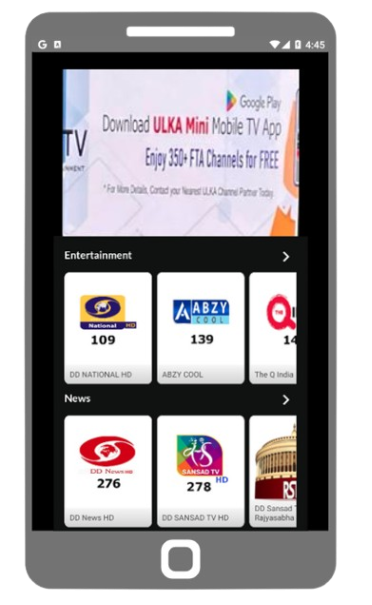 G 4:45
Google Play
TV Download ULKA Mini Mobile TV App
Enjoy 350+ FTA Channels for FREE
* For More Details, Contact your Nearest ULKA Channel Partner Today.
Entertainment
National HD
109
DD NATIONAL HD
ABZY
COOL
139
ABZY COOL
THE
Q I
14
The Q India
News
DD News HD
276
DD News HD
SANSAD TV
HD
278
DD SANSAD TV HD
RS
DD Sansad
Rajyasabha